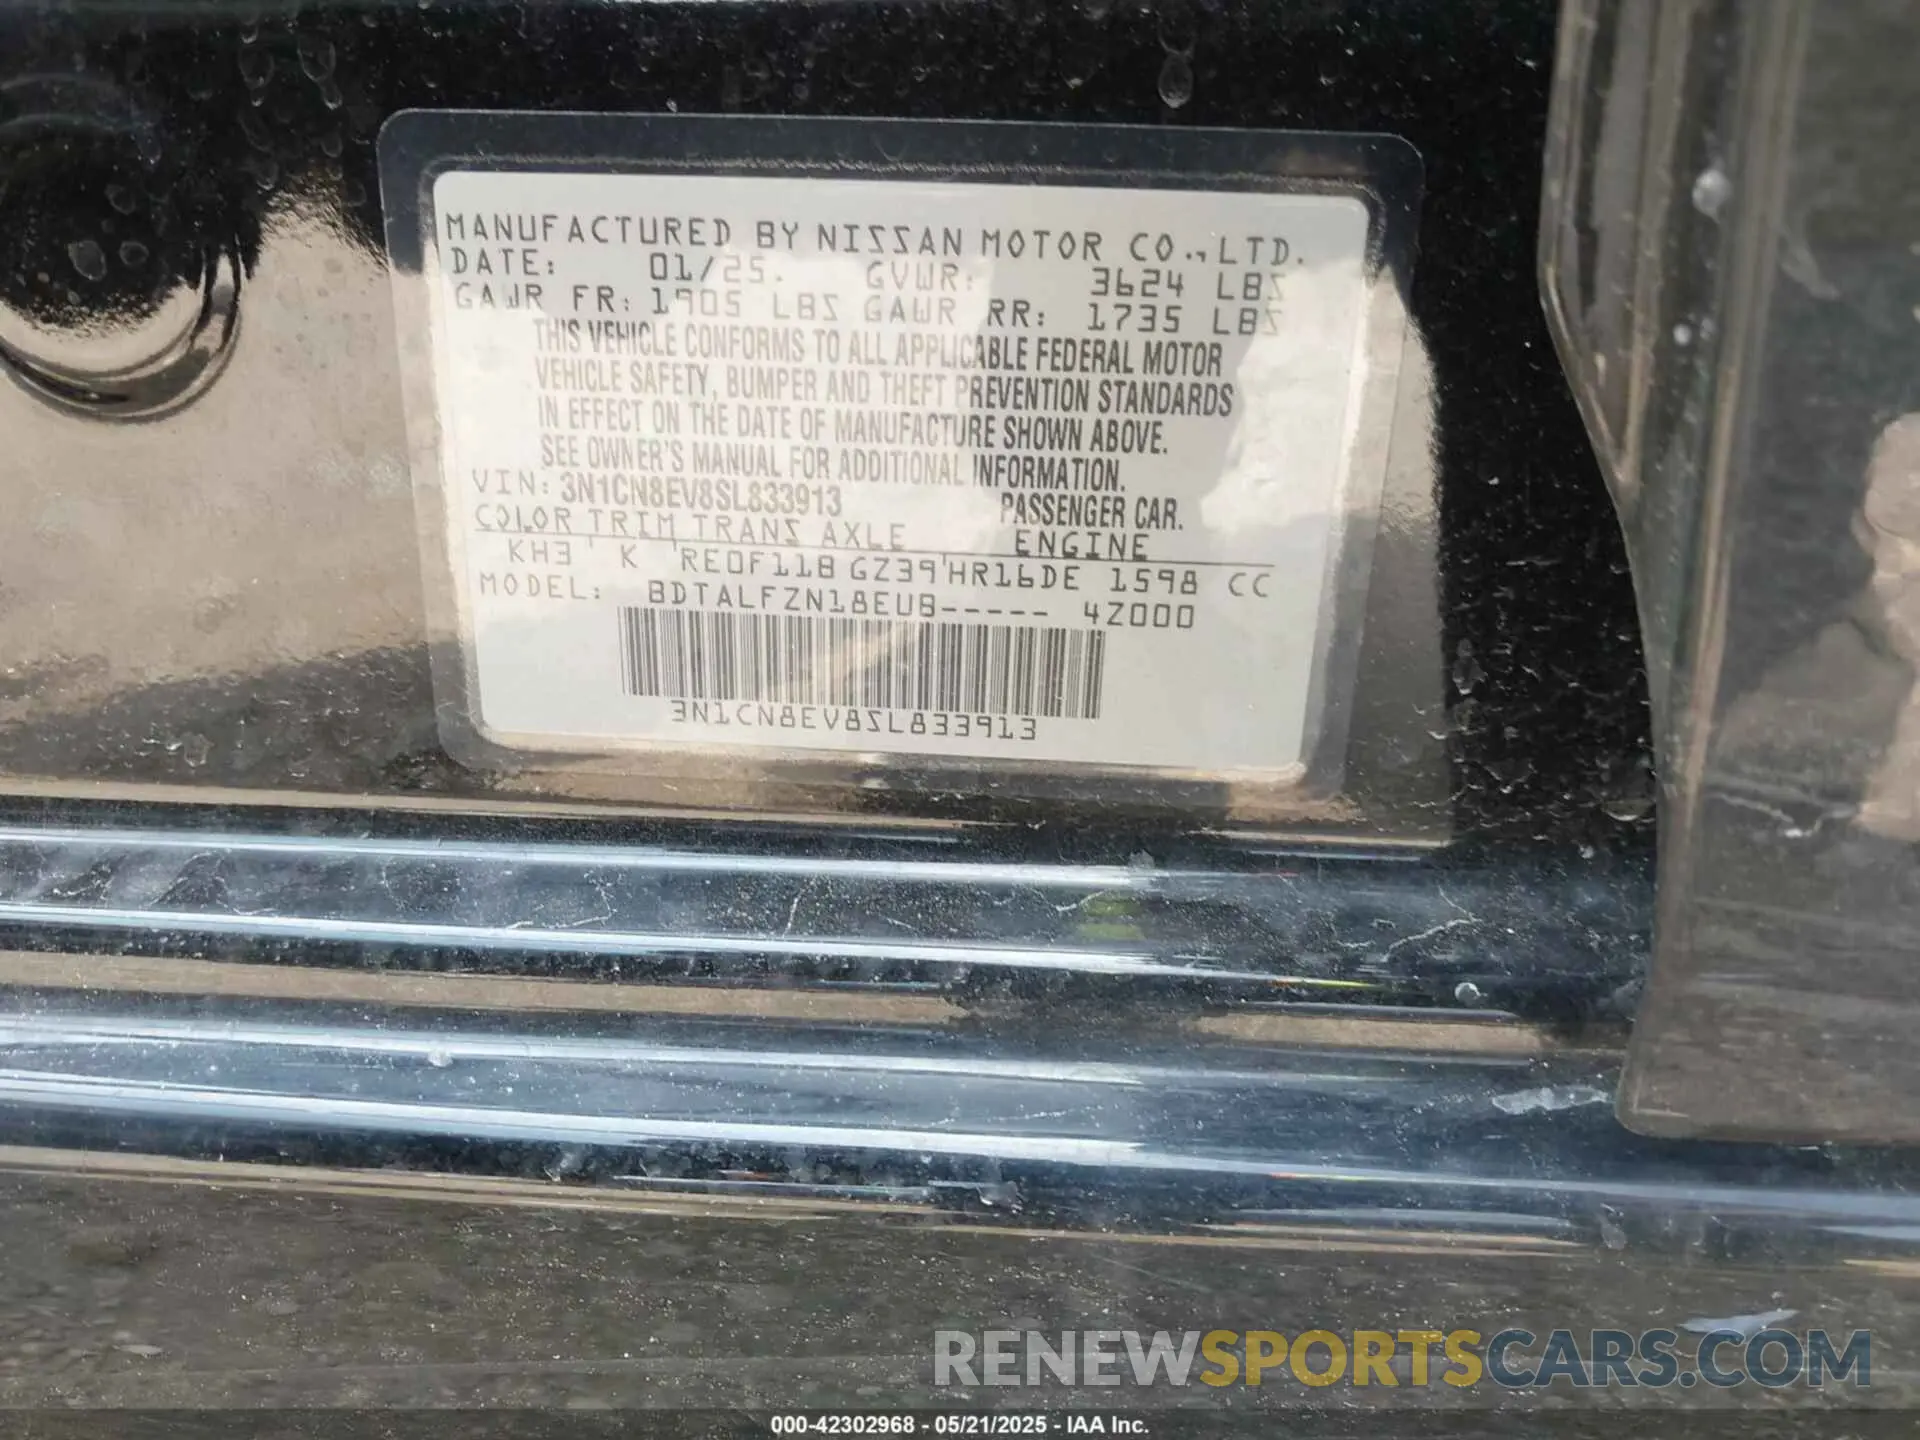 MANUFACTURED BY NISSAN MOTOR CO.,LTD.
DATE: 01/25. GVWR: 3624 LBS
GAWR FR: 1905 LBS GAWR RR: 1735 LBS
THIS VEHICLE CONFORMS TO ALL APPLICABLE FEDERAL MOTOR
VEHICLE SAFETY, BUMPER AND THEFT PREVENTION STANDARDS
IN EFFECT ON THE DATE OF MANUFACTURE SHOWN ABOVE.
SEE OWNER'S MANUAL FOR ADDITIONAL INFORMATION.
VIN: 3N1CN8EV8SL833913 PASSENGER CAR.
COLOR TRIM TRANS AXLE ENGINE
KH3 K RE0F11B GZ39 HR16DE 1598 CC
MODEL: BDTALFZN18EUB----- 4Z000
3N1CN8EV8SL833913
RENEWSPORTSCARS.COM
000-42302968 - 05/21/2025 - IAA Inc.